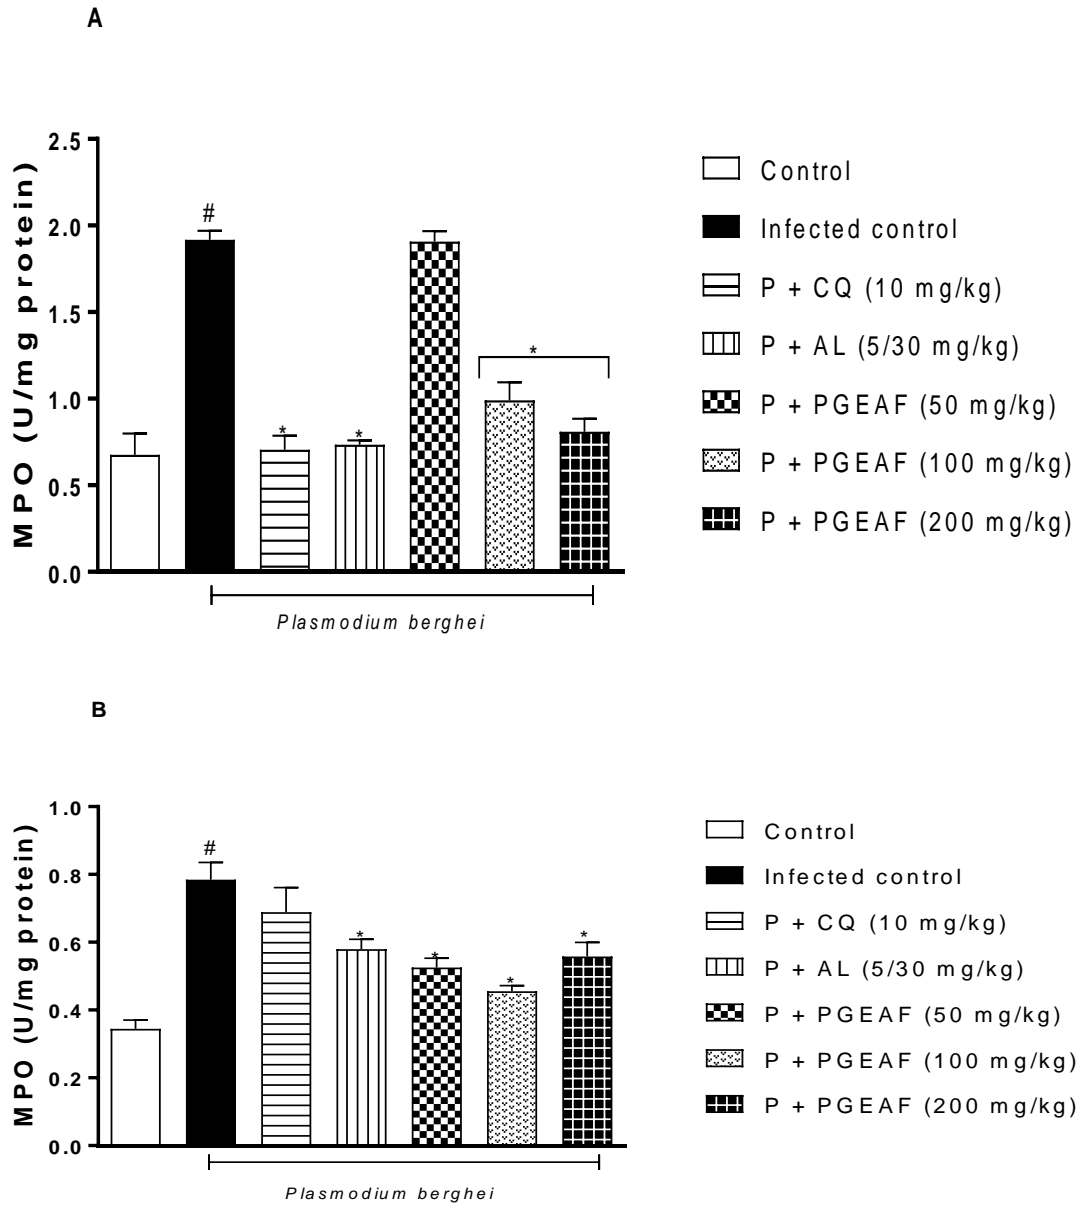 A
MPO (U/mg protein)
2.5
2.0
1.5
1.0
0.5
0.0
#
*
*
*
Plasmodium berghei
Control
Infected control
P + CQ (10 mg/kg)
P + AL (5/30 mg/kg)
P + PGEAF (50 mg/kg)
P + PGEAF (100 mg/kg)
P + PGEAF (200 mg/kg)
B
MPO (U/mg protein)
1.0
0.8
0.6
0.4
0.2
0.0
#
*
*
*
*
Plasmodium berghei
Control
Infected control
P + CQ (10 mg/kg)
P + AL (5/30 mg/kg)
P + PGEAF (50 mg/kg)
P + PGEAF (100 mg/kg)
P + PGEAF (200 mg/kg)